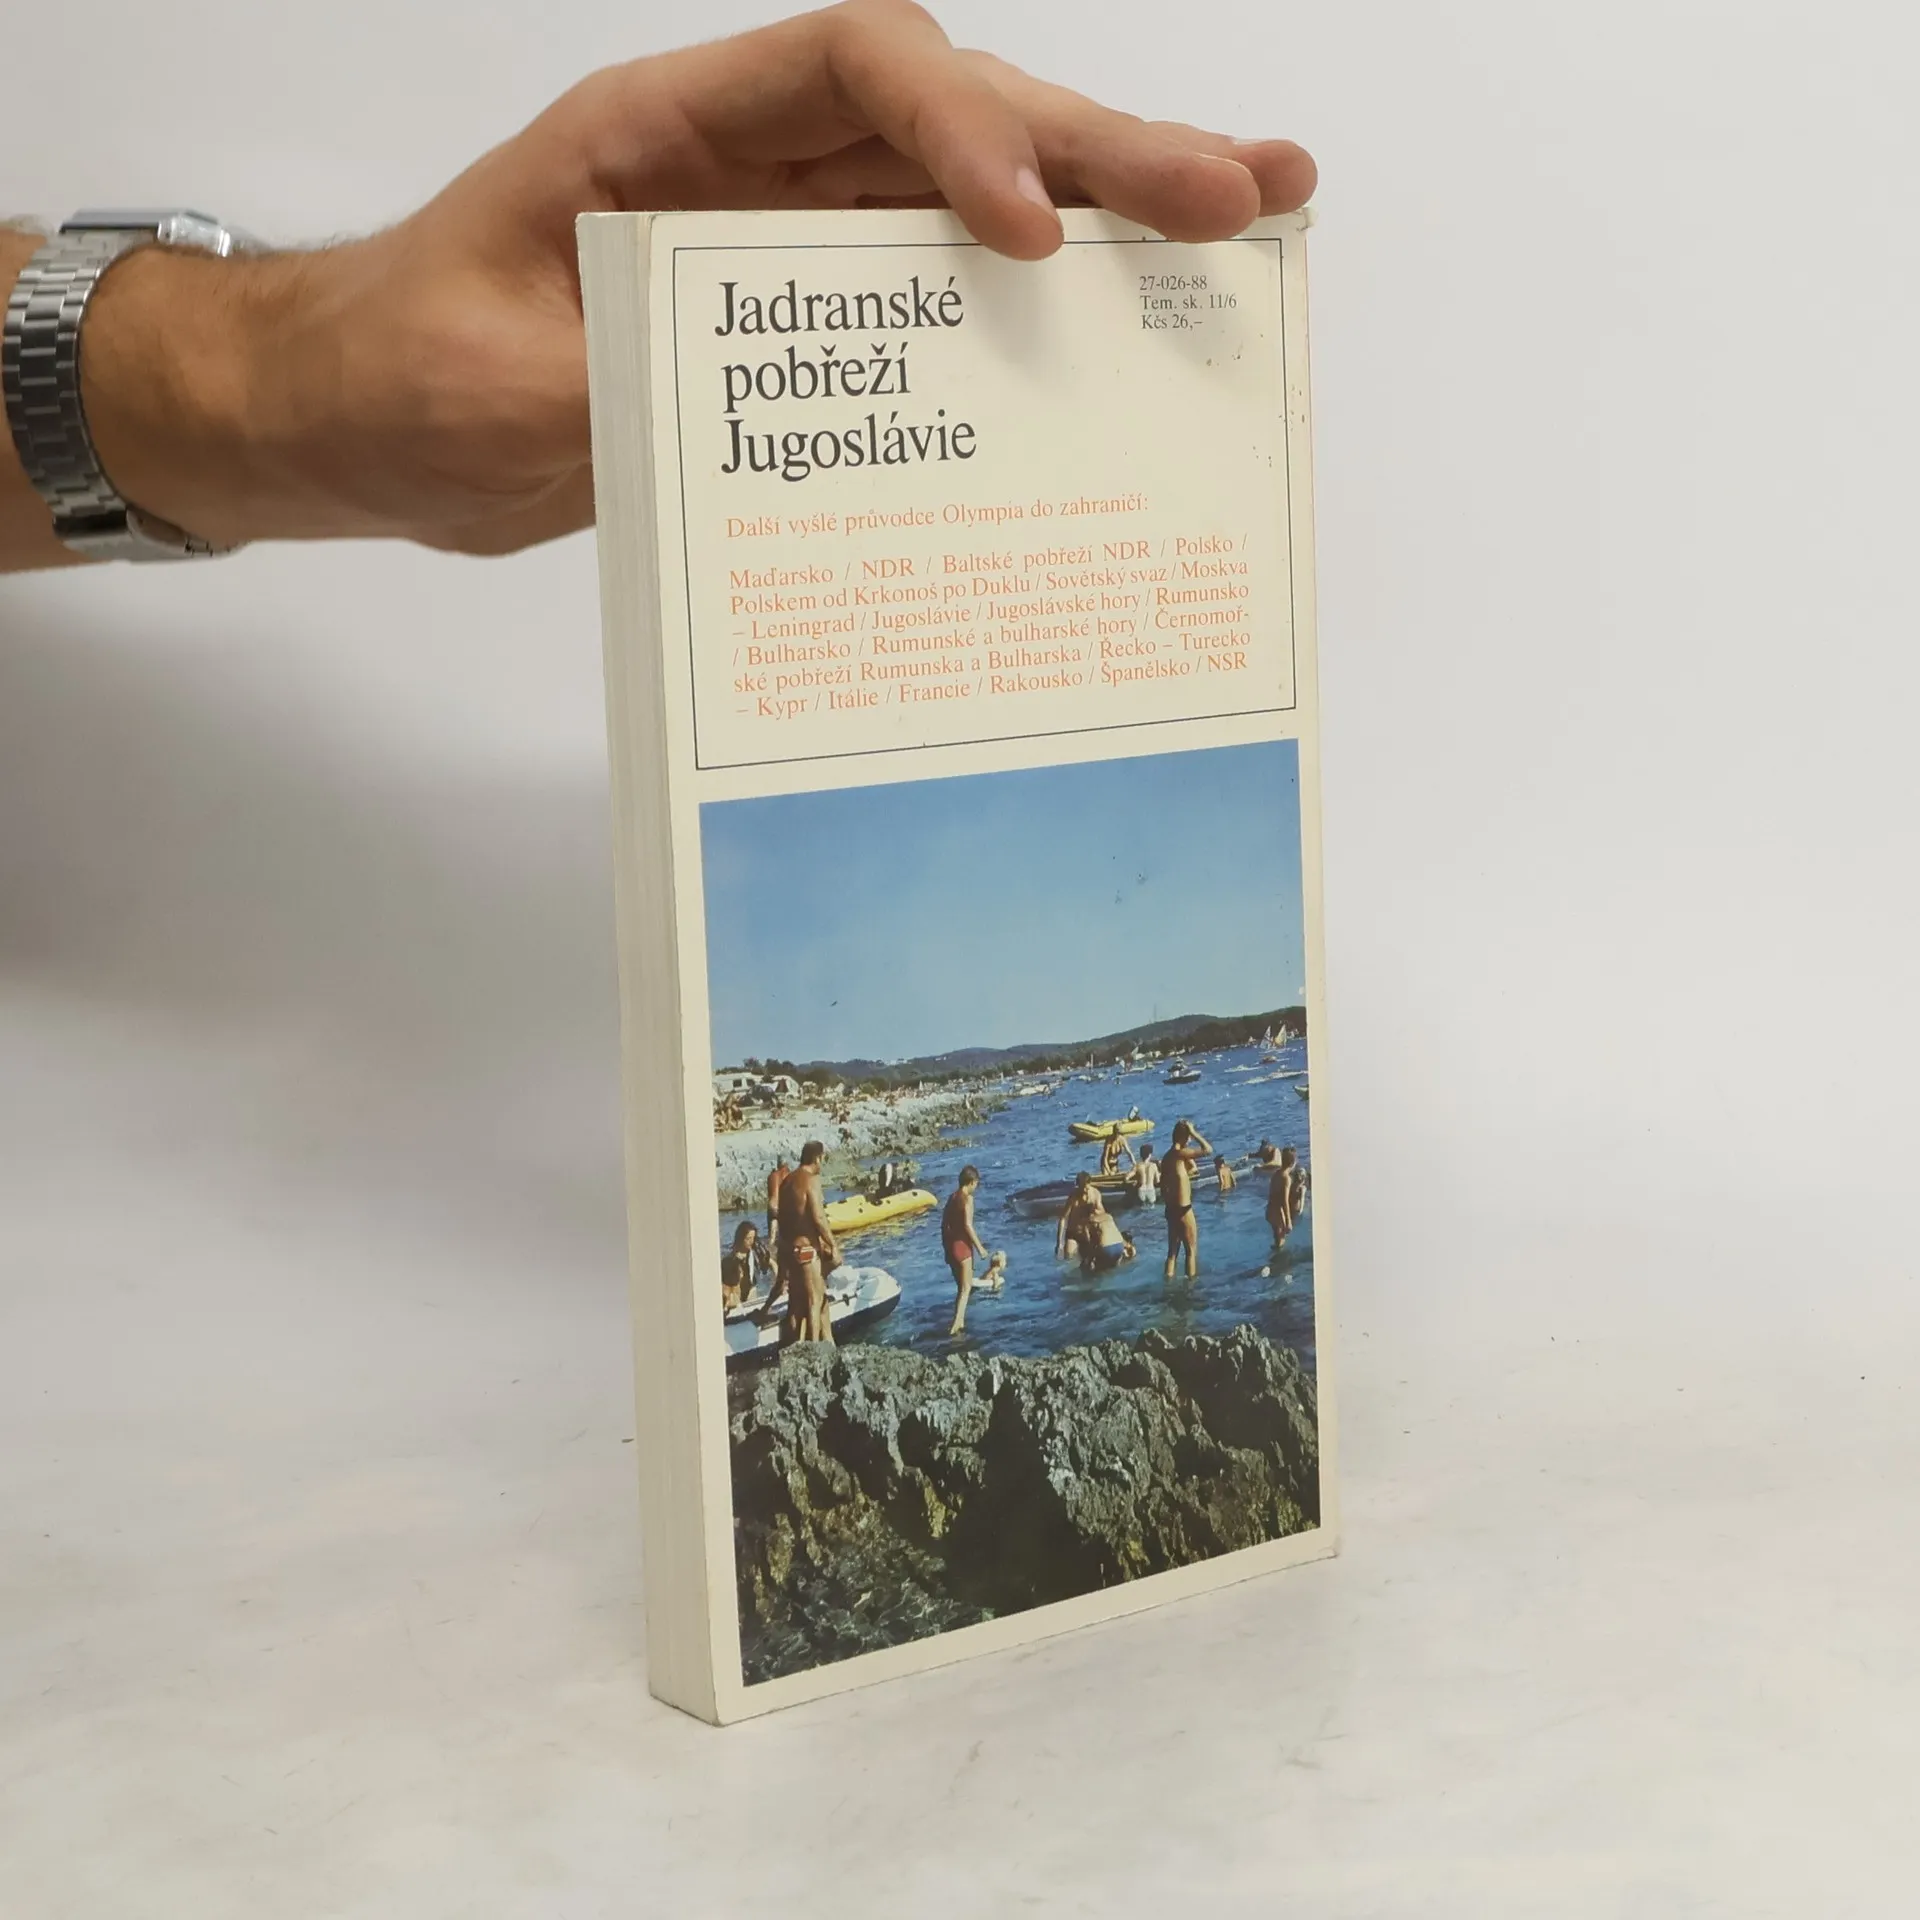 Jadranské
pobřeží
Jugoslávie
27-026-88
Tem. sk. 11/6
Kčs 26,–
Další vyšlé průvodce Olympia do zahraničí:
Maďarsko / NDR / Baltské pobřeží NDR / Polsko /
Polskem od Krkonoš po Duklu / Sovětský svaz / Moskva
– Leningrad / Jugoslávie / Jugoslávské hory / Rumunsko
/ Bulharsko / Rumunské a bulharské hory / Černomoř-
ské pobřeží Rumunska a Bulharska / Řecko – Turecko
– Kypr / Itálie / Francie / Rakousko / Španělsko / NSR